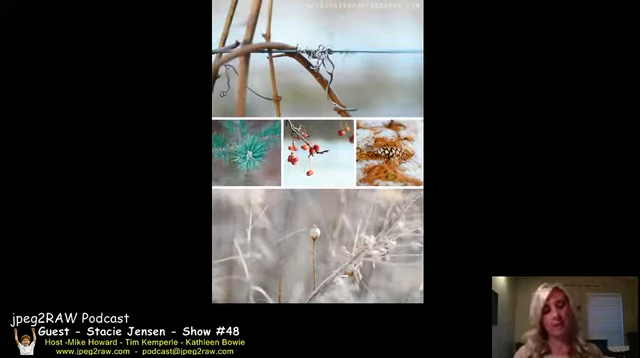 jpeg2RAW Podcast
Guest - Stacie Jensen - Show #48
Host -Mike Howard - Tim Kemperle - Kathleen Bowie
www.jpeg2raw.com - podcast@jpeg2raw.com